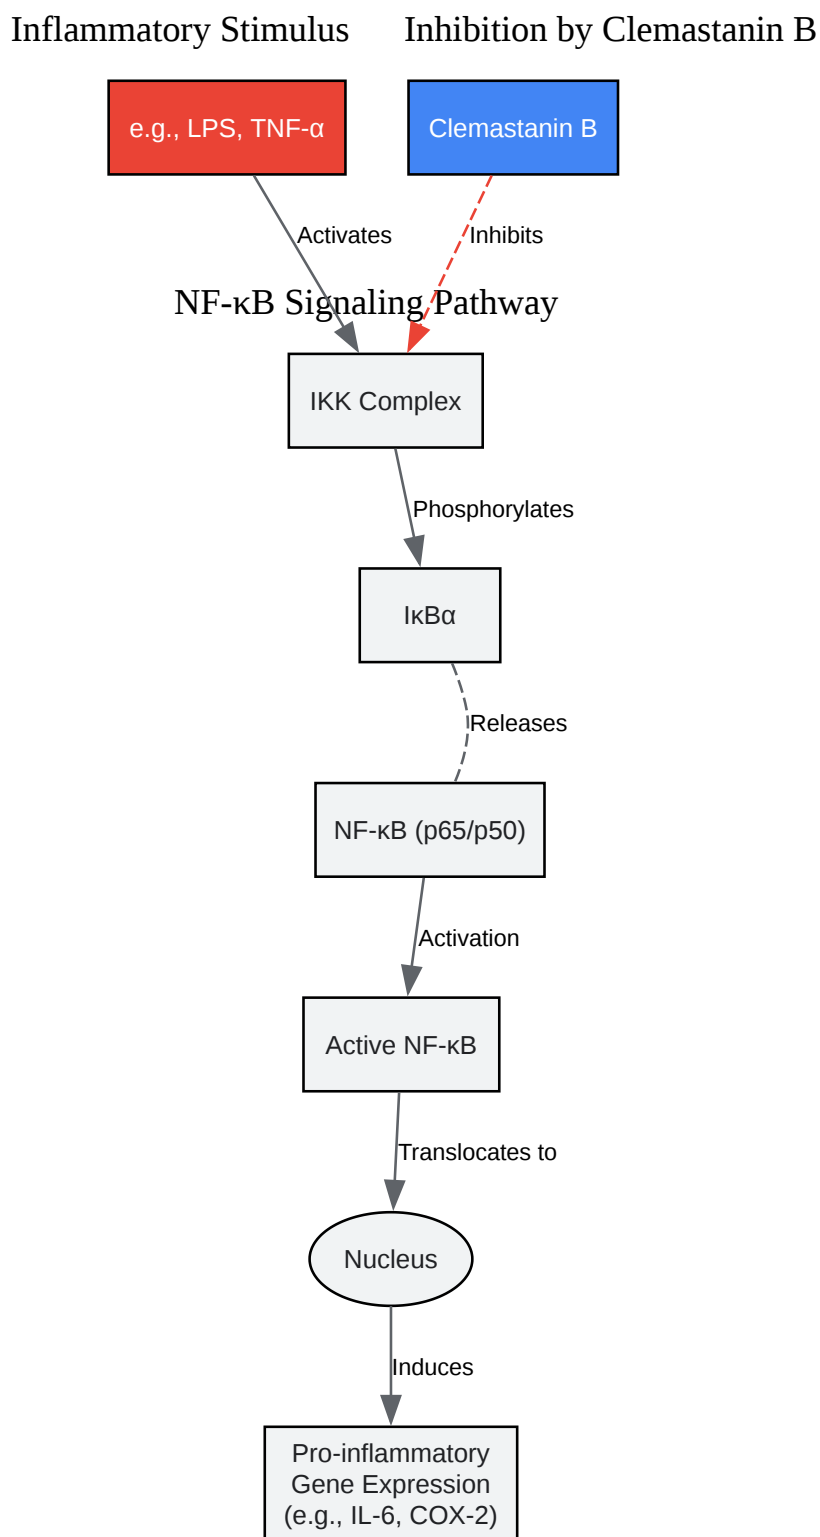 Inflammatory Stimulus
Inhibition by Clemastanin B
e.g., LPS, TNF-α
Clemastanin B
Activates
Inhibits
NF-κB Signaling Pathway
IKK Complex
Phosphorylates
IκBα
Releases
NF-κB (p65/p50)
Activation
Active NF-κB
Translocates to
Nucleus
Induces
Pro-inflammatory
Gene Expression
(e.g., IL-6, COX-2)